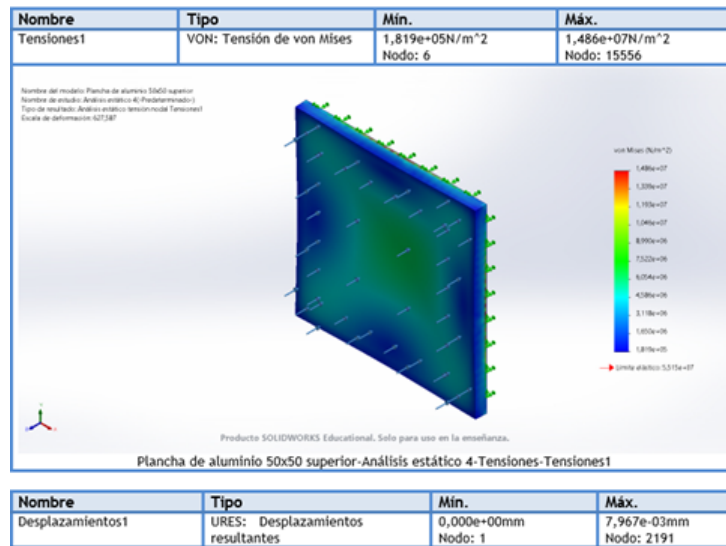 Nombre Tipo Mín. Máx.
Tensiones1 VON: Tensión de von Mises 1,819e+05N/m^2 1,486e+07N/m^2
Nodo: 6 Nodo: 15556
Nombre del modelo: Plancha de aluminio 50x50 superior
Nombre de estudio: Análisis estático 4(-Predeterminado-)
Tipo de resultado: Análisis estático tensión nodal Tensiones1
Escala de deformación: 627,587
von Mises (N/m^2)
1,486e+07
1,339e+07
1,193e+07
1,046e+07
8,990e+06
7,522e+06
6,054e+06
4,586e+06
3,118e+06
1,650e+06
1,819e+05
Límite elástico: 5,515e+07
Producto SOLIDWORKS Educational. Solo para uso en la enseñanza.
Plancha de aluminio 50x50 superior-Análisis estático 4-Tensiones-Tensiones1
Nombre Tipo Mín. Máx.
Desplazamientos1 URES: Desplazamientos 0,000e+00mm 7,967e-03mm
resultantes Nodo: 1 Nodo: 2191